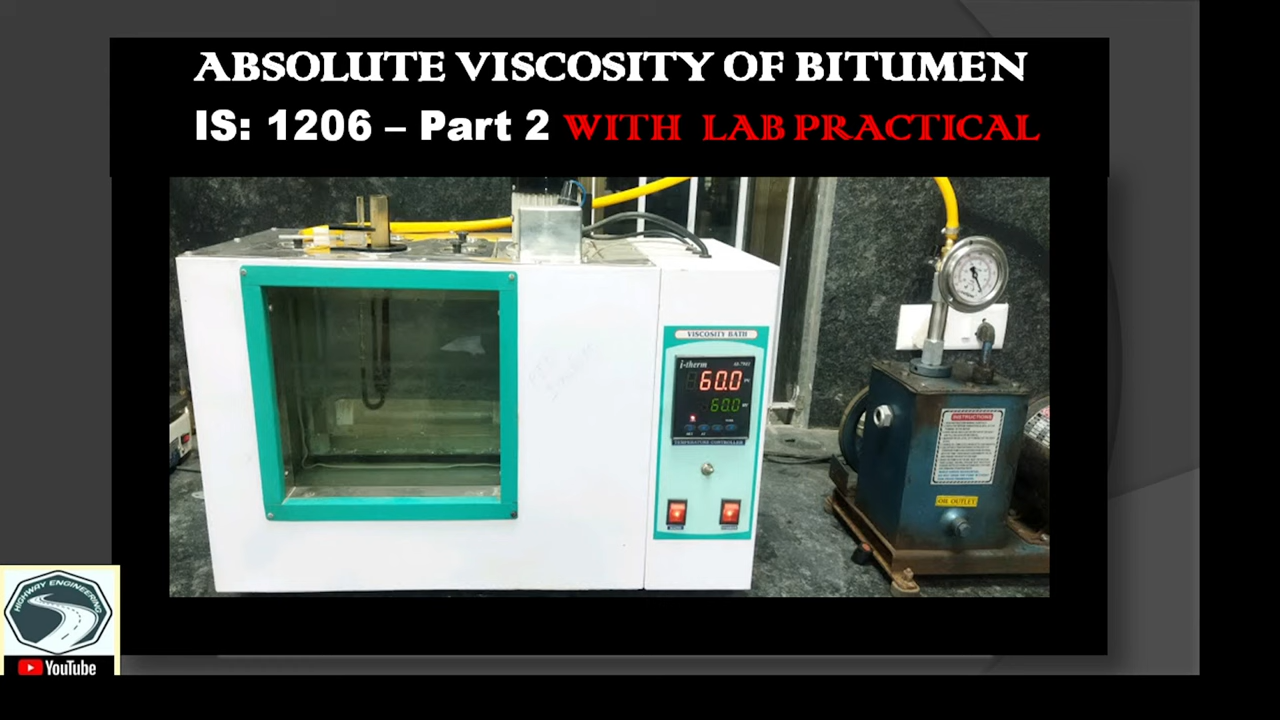 ABSOLUTE VISCOSITY OF BITUMEN
IS: 1206 – Part 2 WITH LAB PRACTICAL
VISCOSITY BATH
i-therm
60.0
60.0
TEMPERATURE CONTROLLER
INSTRUCTIONS
OIL OUTLET
HIGHWAY ENGINEERING
YouTube